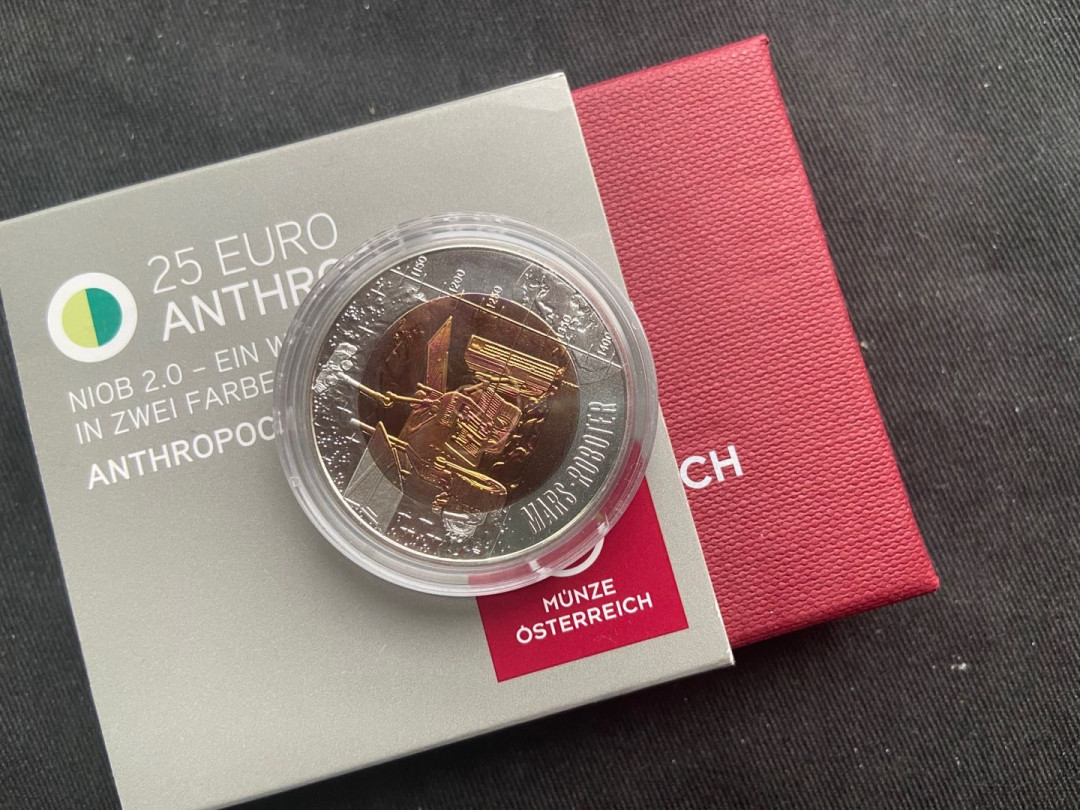 25 EURO
ANTHRO
NIOB 2.0 – EIN W
IN ZWEI FARBE
ANTHROPOC
1150
1200
1250
1400
MARS-ROBOTER
CH
MÜNZE
ÖSTERREICH